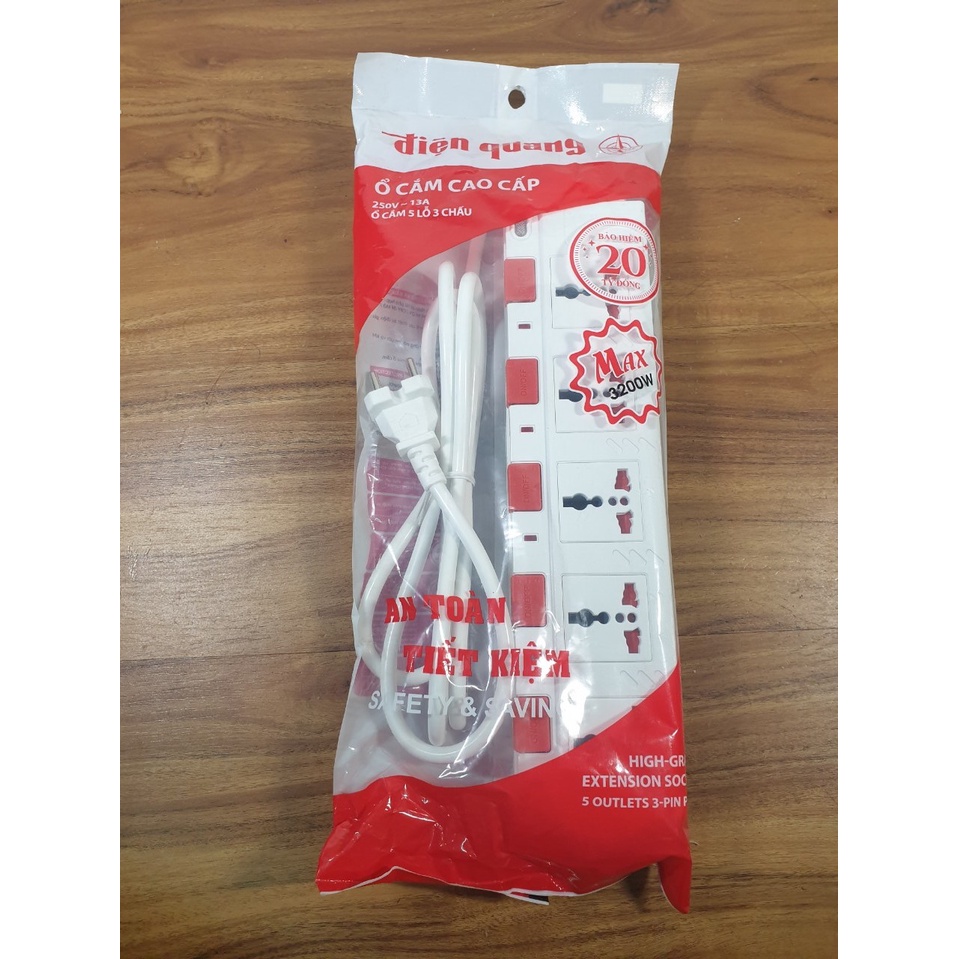 điện quang
Ổ CẮM CAO CẤP
250V ~ 13A
Ổ CẮM 5 LỖ 3 CHẤU
BẢO HIỂM
20
TỶ ĐỒNG
MAX
3200W
AN TOÀN
TIẾT KIỆM
SAFETY & SAVING
HIGH-GR
EXTENSION SOC
5 OUTLETS 3-PIN P